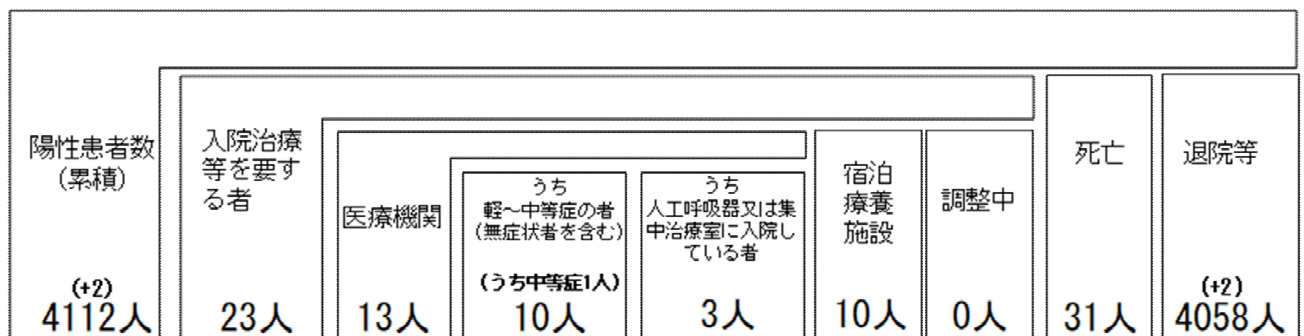 陽性患者数
(累積)
(+2)
4112人
入院治療
等を要す
る者
23人
医療機関
13人
うち
軽～中等症の者
(無症状者を含む)
(うち中等症1人)
10人
うち
人工呼吸器又は集
中治療室に入院し
ている者
3人
宿泊
療養
施設
10人
調整中
0人
死亡
31人
退院等
(+2)
4058人